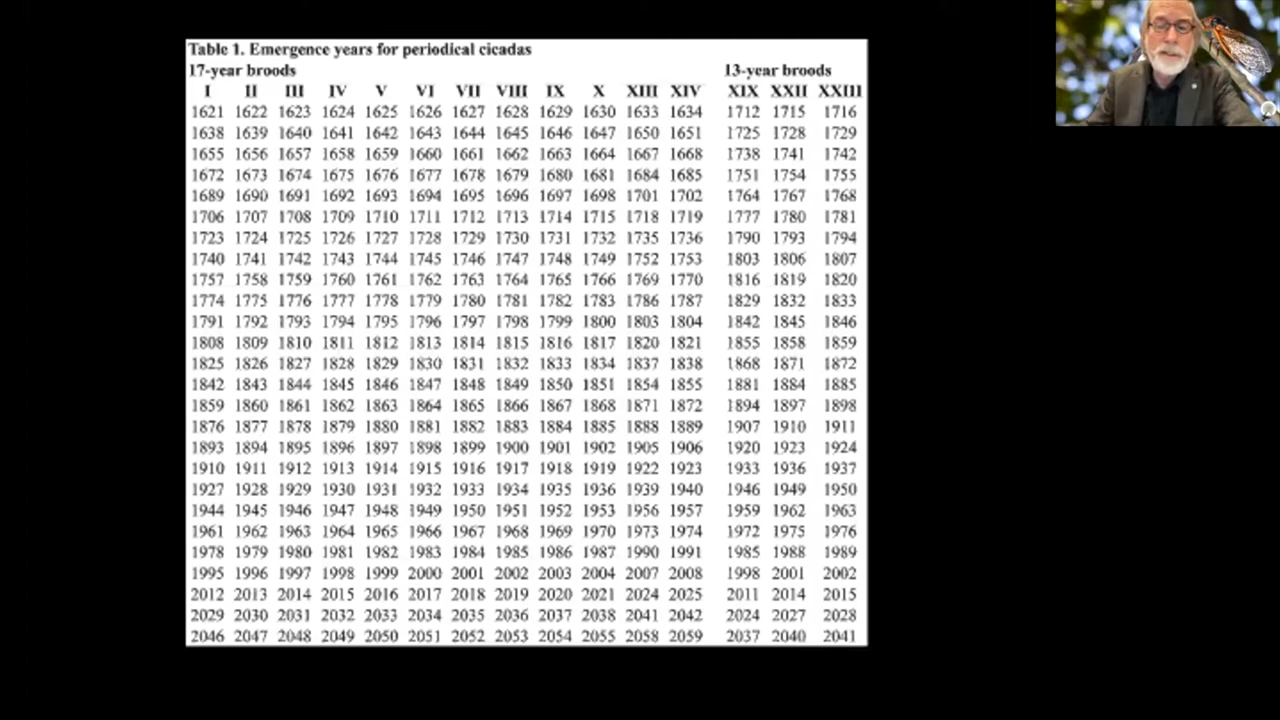 Table 1. Emergence years for periodical cicadas
17-year broods 13-year broods
I II III IV V VI VII VIII IX X XIII XIV XIX XXII XXIII
1621 1622 1623 1624 1625 1626 1627 1628 1629 1630 1633 1634 1712 1715 1716
1638 1639 1640 1641 1642 1643 1644 1645 1646 1647 1650 1651 1725 1728 1729
1655 1656 1657 1658 1659 1660 1661 1662 1663 1664 1667 1668 1738 1741 1742
1672 1673 1674 1675 1676 1677 1678 1679 1680 1681 1684 1685 1751 1754 1755
1689 1690 1691 1692 1693 1694 1695 1696 1697 1698 1701 1702 1764 1767 1768
1706 1707 1708 1709 1710 1711 1712 1713 1714 1715 1718 1719 1777 1780 1781
1723 1724 1725 1726 1727 1728 1729 1730 1731 1732 1735 1736 1790 1793 1794
1740 1741 1742 1743 1744 1745 1746 1747 1748 1749 1752 1753 1803 1806 1807
1757 1758 1759 1760 1761 1762 1763 1764 1765 1766 1769 1770 1816 1819 1820
1774 1775 1776 1777 1778 1779 1780 1781 1782 1783 1786 1787 1829 1832 1833
1791 1792 1793 1794 1795 1796 1797 1798 1799 1800 1803 1804 1842 1845 1846
1808 1809 1810 1811 1812 1813 1814 1815 1816 1817 1820 1821 1855 1858 1859
1825 1826 1827 1828 1829 1830 1831 1832 1833 1834 1837 1838 1868 1871 1872
1842 1843 1844 1845 1846 1847 1848 1849 1850 1851 1854 1855 1881 1884 1885
1859 1860 1861 1862 1863 1864 1865 1866 1867 1868 1871 1872 1894 1897 1898
1876 1877 1878 1879 1880 1881 1882 1883 1884 1885 1888 1889 1907 1910 1911
1893 1894 1895 1896 1897 1898 1899 1900 1901 1902 1905 1906 1920 1923 1924
1910 1911 1912 1913 1914 1915 1916 1917 1918 1919 1922 1923 1933 1936 1937
1927 1928 1929 1930 1931 1932 1933 1934 1935 1936 1939 1940 1946 1949 1950
1944 1945 1946 1947 1948 1949 1950 1951 1952 1953 1956 1957 1959 1962 1963
1961 1962 1963 1964 1965 1966 1967 1968 1969 1970 1973 1974 1972 1975 1976
1978 1979 1980 1981 1982 1983 1984 1985 1986 1987 1990 1991 1985 1988 1989
1995 1996 1997 1998 1999 2000 2001 2002 2003 2004 2007 2008 1998 2001 2002
2012 2013 2014 2015 2016 2017 2018 2019 2020 2021 2024 2025 2011 2014 2015
2029 2030 2031 2032 2033 2034 2035 2036 2037 2038 2041 2042 2024 2027 2028
2046 2047 2048 2049 2050 2051 2052 2053 2054 2055 2058 2059 2037 2040 2041